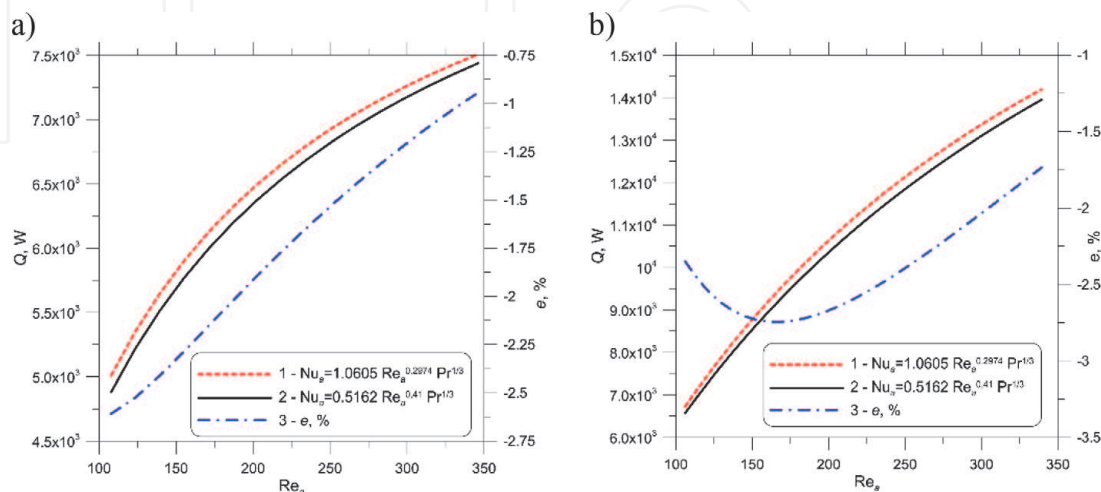 a)
7.5x10³
7.0x10³
6.5x10³
6.0x10³
5.5x10³
5.0x10³
4.5x10³
Q, W
-0.75
-1
-1.25
-1.5
-1.75
-2
-2.25
-2.5
-2.75
e, %
1 - Nuₐ=1.0605 Reₐ^0.2974 Pr^1/3
2 - Nuₐ=0.5162 Reₐ^0.41 Pr^1/3
3 - e, %
100 150 200 250 300 350
Reₐ
b)
1.5x10⁴
1.4x10⁴
1.3x10⁴
1.2x10⁴
1.1x10⁴
10⁴
9.0x10³
8.0x10³
7.0x10³
6.0x10³
Q, W
-1
-1.5
-2
-2.5
-3
-3.5
e, %
1 - Nuₐ=1.0605 Reₐ^0.2974 Pr^1/3
2 - Nuₐ=0.5162 Reₐ^0.41 Pr^1/3
3 - e, %
100 150 200 250 300 350
Reₐ